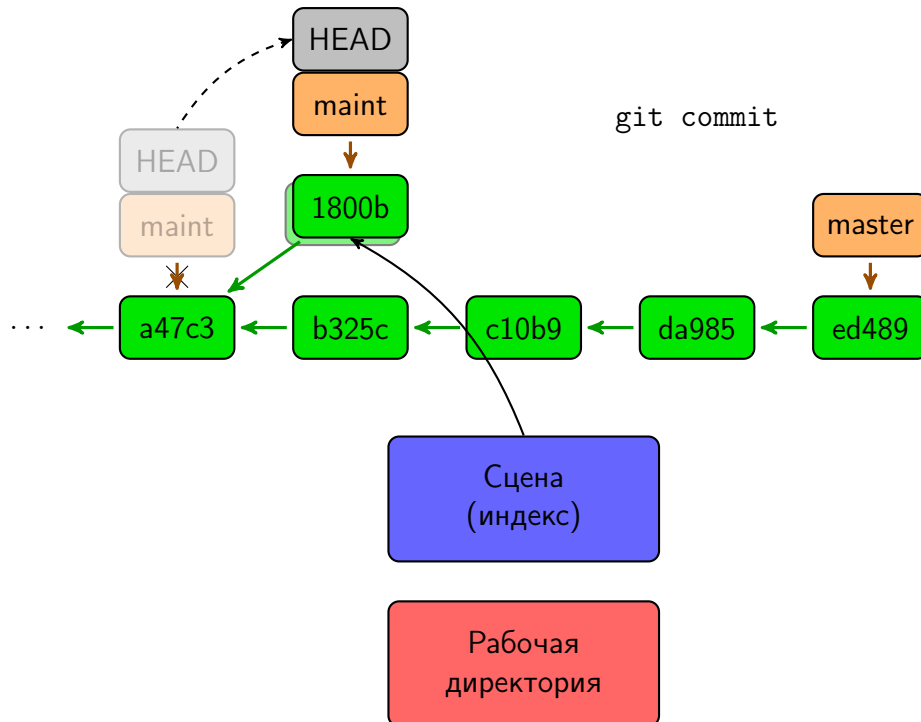 HEAD
maint
git commit
HEAD
maint
1800b
master
... a47c3 b325c c10b9 da985 ed489
Сцена
(индекс)
Рабочая
директория